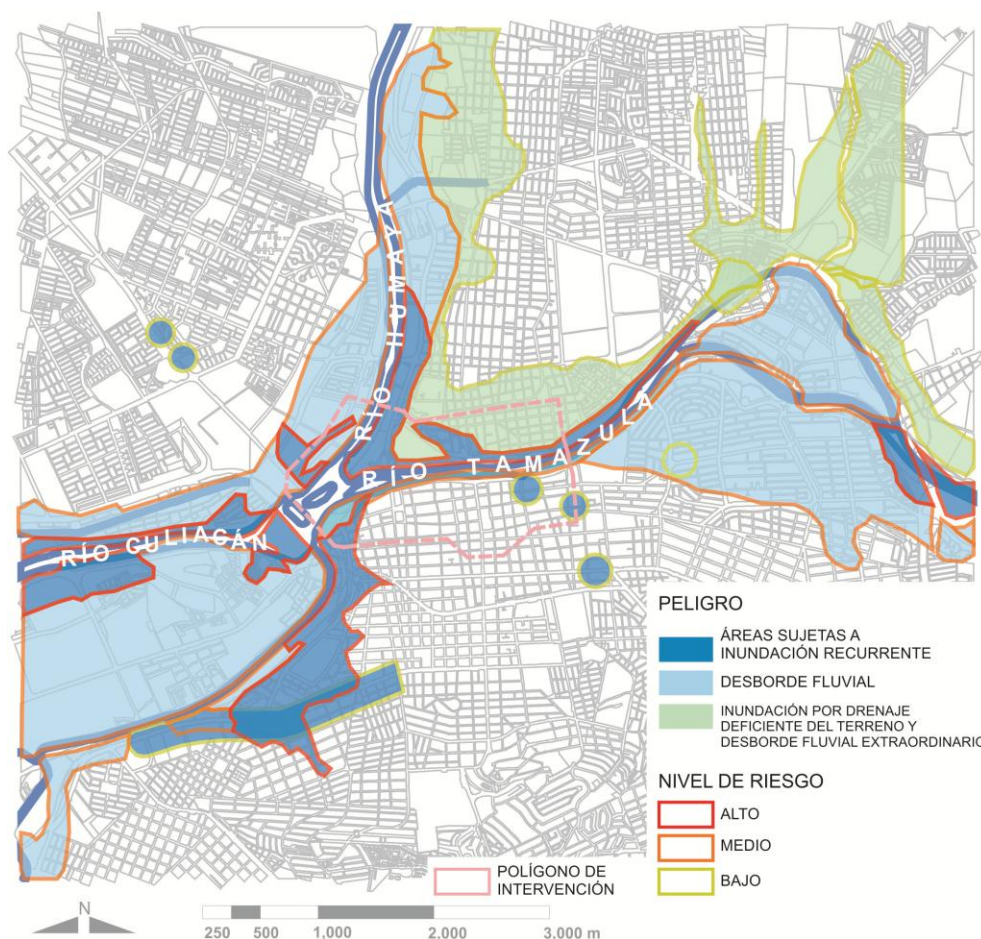 RÍO HUMAYA
RÍO TAMAZULA
RÍO CULIACÁN
PELIGRO
ÁREAS SUJETAS A
INUNDACIÓN RECURRENTE
DESBORDE FLUVIAL
INUNDACIÓN POR DRENAJE
DEFICIENTE DEL TERRENO Y
DESBORDE FLUVIAL EXTRAORDINARIO
NIVEL DE RIESGO
ALTO
MEDIO
BAJO
POLÍGONO DE
INTERVENCIÓN
N
250 500 1,000 2,000 3,000 m